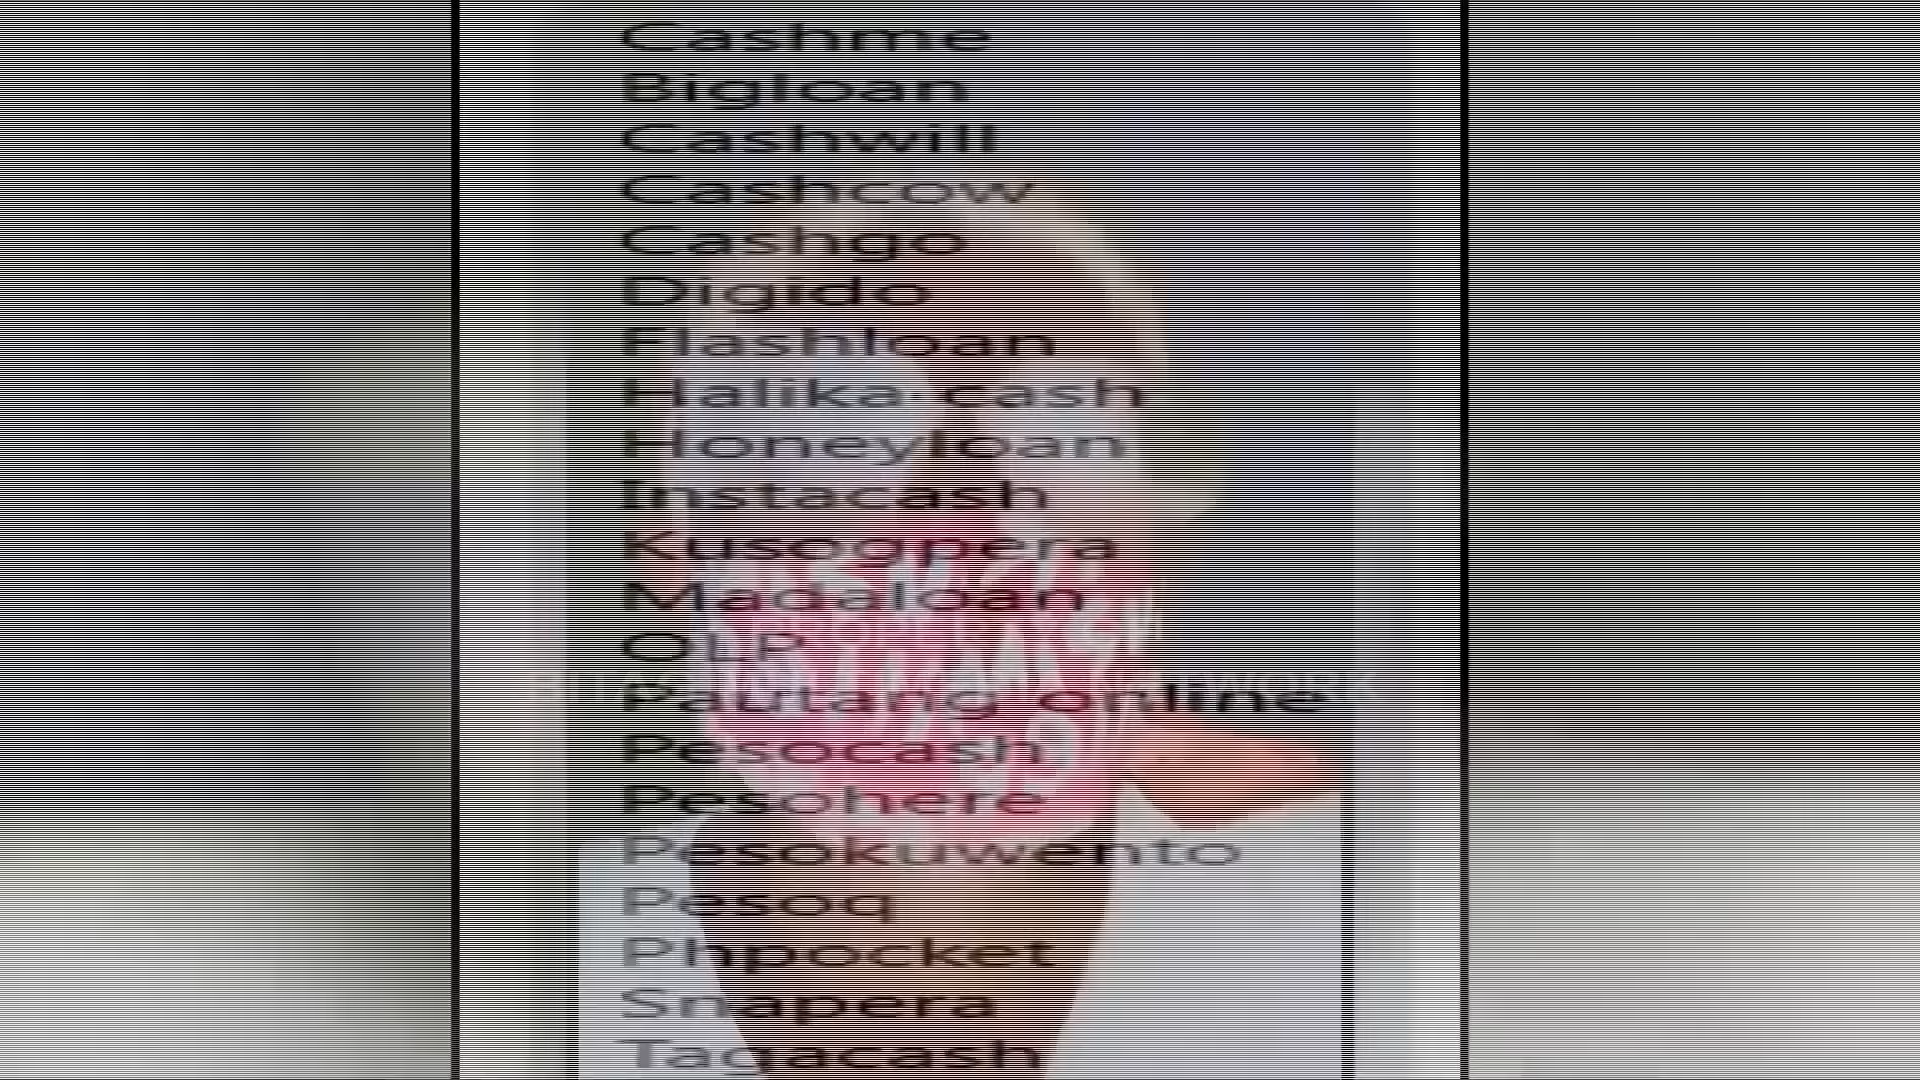 Cashme
Bigloan
Cashwill
Cashcow
Cashgo
Digido
Flashloan
Halika cash
Honeyloan
Instacash
Kusogpera
Madaloan
OLP
Pautang online
Pesocash
Pesohere
Pesokuwento
Pesoq
Phpocket
Snapera
Tagacash